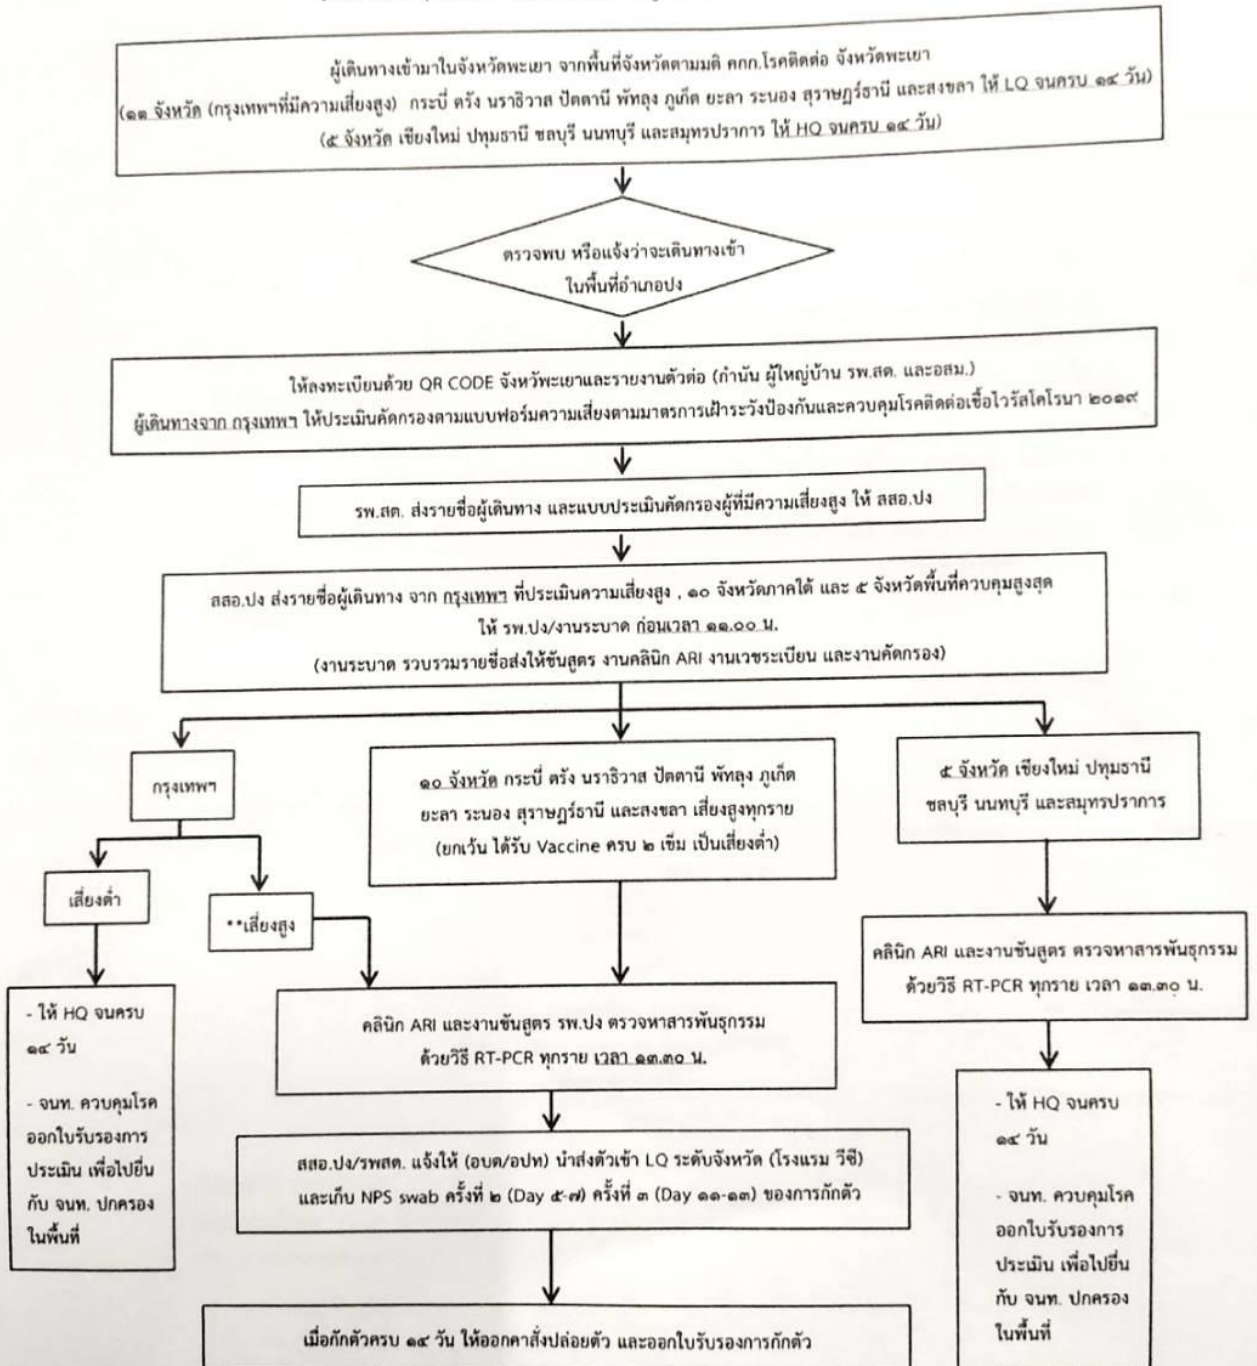 ผู้เดินทางเข้ามาในจังหวัดพะเยา จากพื้นที่จังหวัดตามมติ คกก.โรคติดต่อ จังหวัดพะเยา
(๑๑ จังหวัด (กรุงเทพฯที่มีความเสี่ยงสูง) กระบี่ ตรัง นราธิวาส ปัตตานี พัทลุง ภูเก็ต ยะลา ระนอง สุราษฎร์ธานี และสงขลา ให้ LQ จนครบ ๑๔ วัน)
(๕ จังหวัด เชียงใหม่ ปทุมธานี ชลบุรี นนทบุรี และสมุทรปราการ ให้ HQ จนครบ ๑๔ วัน)
ตรวจพบ หรือแจ้งว่าจะเดินทางเข้า
ในพื้นที่อำเภอปง
ให้ลงทะเบียนด้วย QR CODE จังหวัพะเยาและรายงานตัวต่อ (กำนัน ผู้ใหญ่บ้าน รพ.สต. และอสม.)
ผู้เดินทางจาก กรุงเทพฯ ให้ประเมินคัดกรองตามแบบฟอร์มความเสี่ยงตามมาตรการเฝ้าระวังป้องกันและควบคุมโรคติดต่อเชื้อไวรัสโคโรนา ๒๐๑๙
รพ.สต. ส่งรายชื่อผู้เดินทาง และแบบประเมินคัดกรองผู้ที่มีความเสี่ยงสูง ให้ สสอ.ปง
สสอ.ปง ส่งรายชื่อผู้เดินทาง จาก กรุงเทพฯ ที่ประเมินความเสี่ยงสูง , ๑๐ จังหวัดภาคใต้ และ ๕ จังหวัดพื้นที่ควบคุมสูงสุด
ให้ รพ.ปง/งานระบาด ก่อนเวลา ๑๑.๐๐ น.
(งานระบาด รวบรวมรายชื่อส่งให้ชันสูตร งานคลินิก ARI งานเวชระเบียน และงานคัดกรอง)
กรุงเทพฯ
๑๐ จังหวัด กระบี่ ตรัง นราธิวาส ปัตตานี พัทลุง ภูเก็ต
ยะลา ระนอง สุราษฎร์ธานี และสงขลา เสี่ยงสูงทุกราย
(ยกเว้น ได้รับ Vaccine ครบ ๒ เข็ม เป็นเสี่ยงต่ำ)
๕ จังหวัด เชียงใหม่ ปทุมธานี
ชลบุรี นนทบุรี และสมุทรปราการ
เสี่ยงต่ำ
**เสี่ยงสูง
คลินิก ARI และงานชันสูตร ตรวจหาสารพันธุกรรม
ด้วยวิธี RT-PCR ทุกราย เวลา ๑๓.๓๐ น.
- ให้ HQ จนครบ
๑๔ วัน
- จนท. ควบคุมโรค
ออกใบรับรองการ
ประเมิน เพื่อไปยื่น
กับ จนท. ปกครอง
ในพื้นที่
คลินิก ARI และงานชันสูตร รพ.ปง ตรวจหาสารพันธุกรรม
ด้วยวิธี RT-PCR ทุกราย เวลา ๑๓.๓๐ น.
สสอ.ปง/รพสต. แจ้งให้ (อบต/อปท) นำส่งตัวเข้า LQ ระดับจังหวัด (โรงแรม วีซี)
และเก็บ NPS swab ครั้งที่ ๒ (Day ๕-๗) ครั้งที่ ๓ (Day ๑๑-๑๓) ของการกักตัว
- ให้ HQ จนครบ
๑๔ วัน
- จนท. ควบคุมโรค
ออกใบรับรองการ
ประเมิน เพื่อไปยื่น
กับ จนท. ปกครอง
ในพื้นที่
เมื่อกักตัวครบ ๑๔ วัน ให้ออกคาสั่งปล่อยตัว และออกใบรับรองการกักตัว